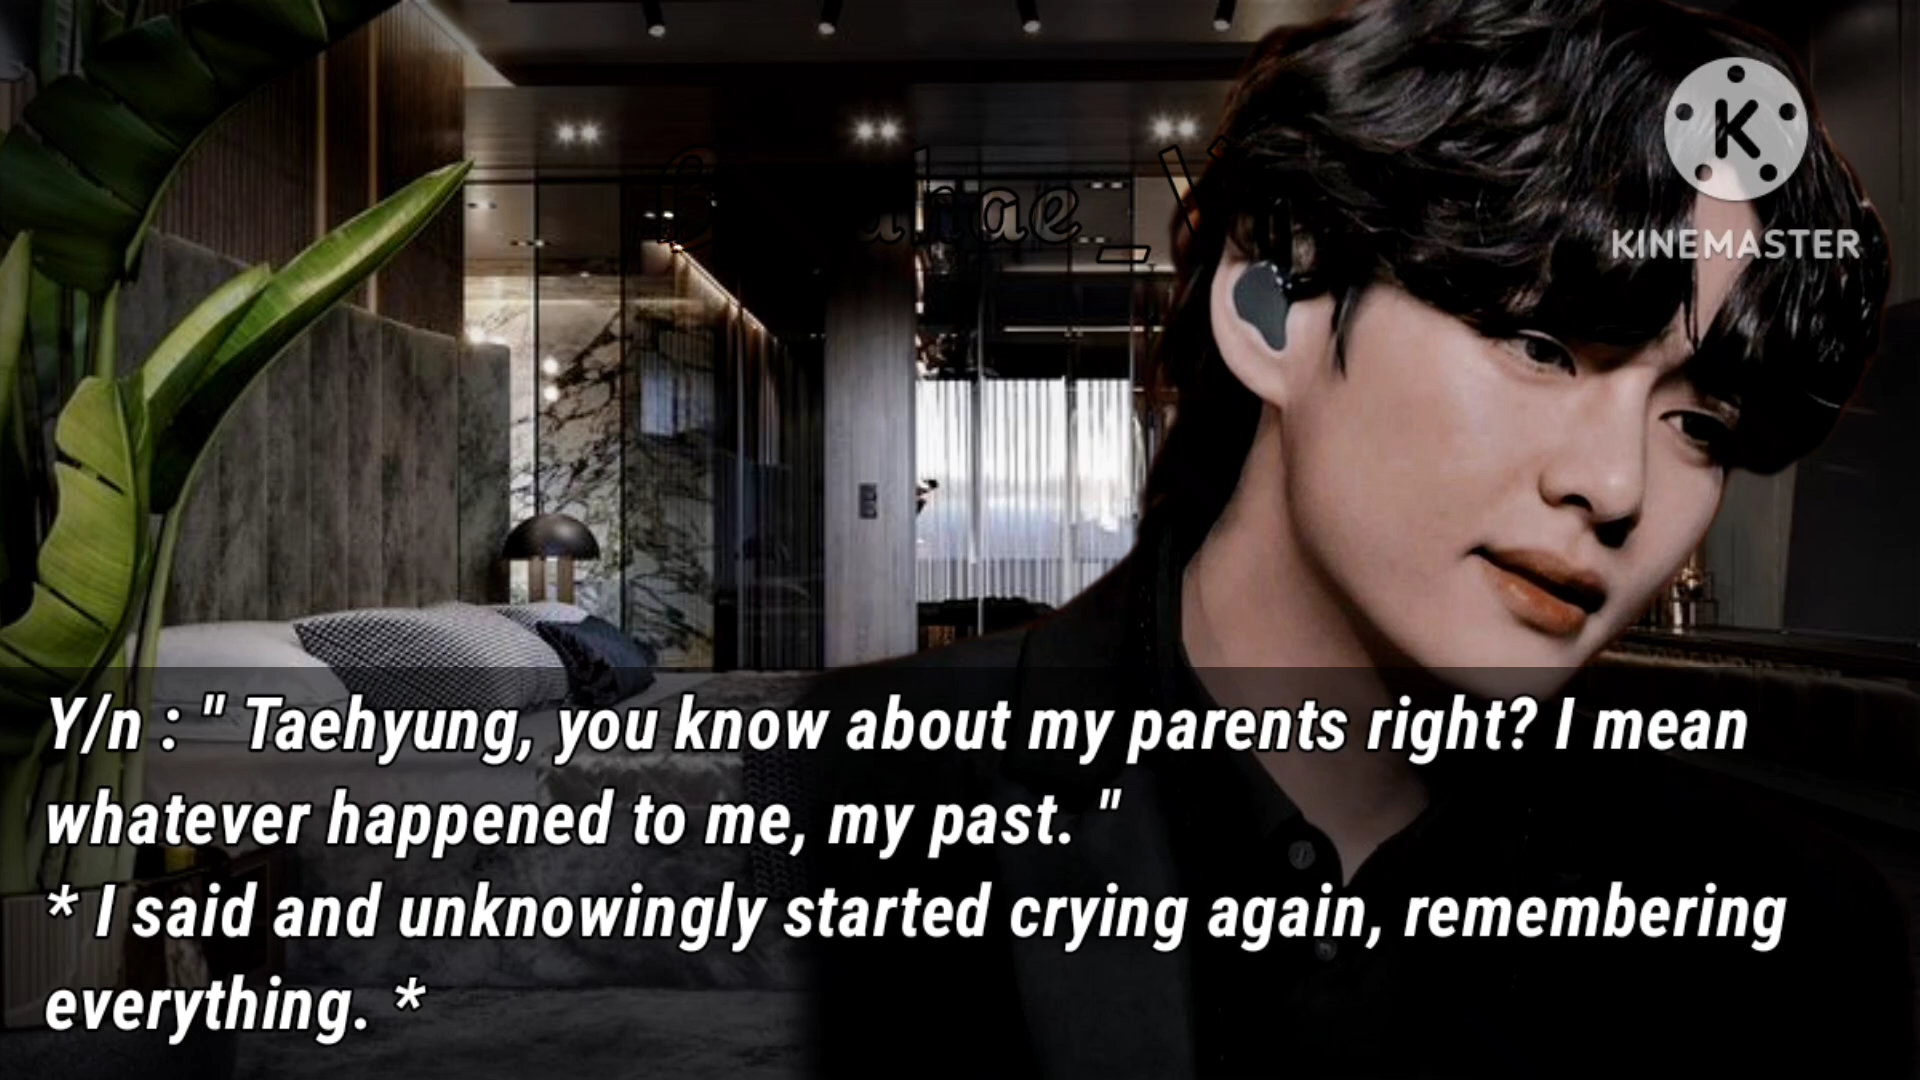 K
KINEMASTER
Y/n : " Taehyung, you know about my parents right? I mean
whatever happened to me, my past. "
* I said and unknowingly started crying again, remembering
everything. *